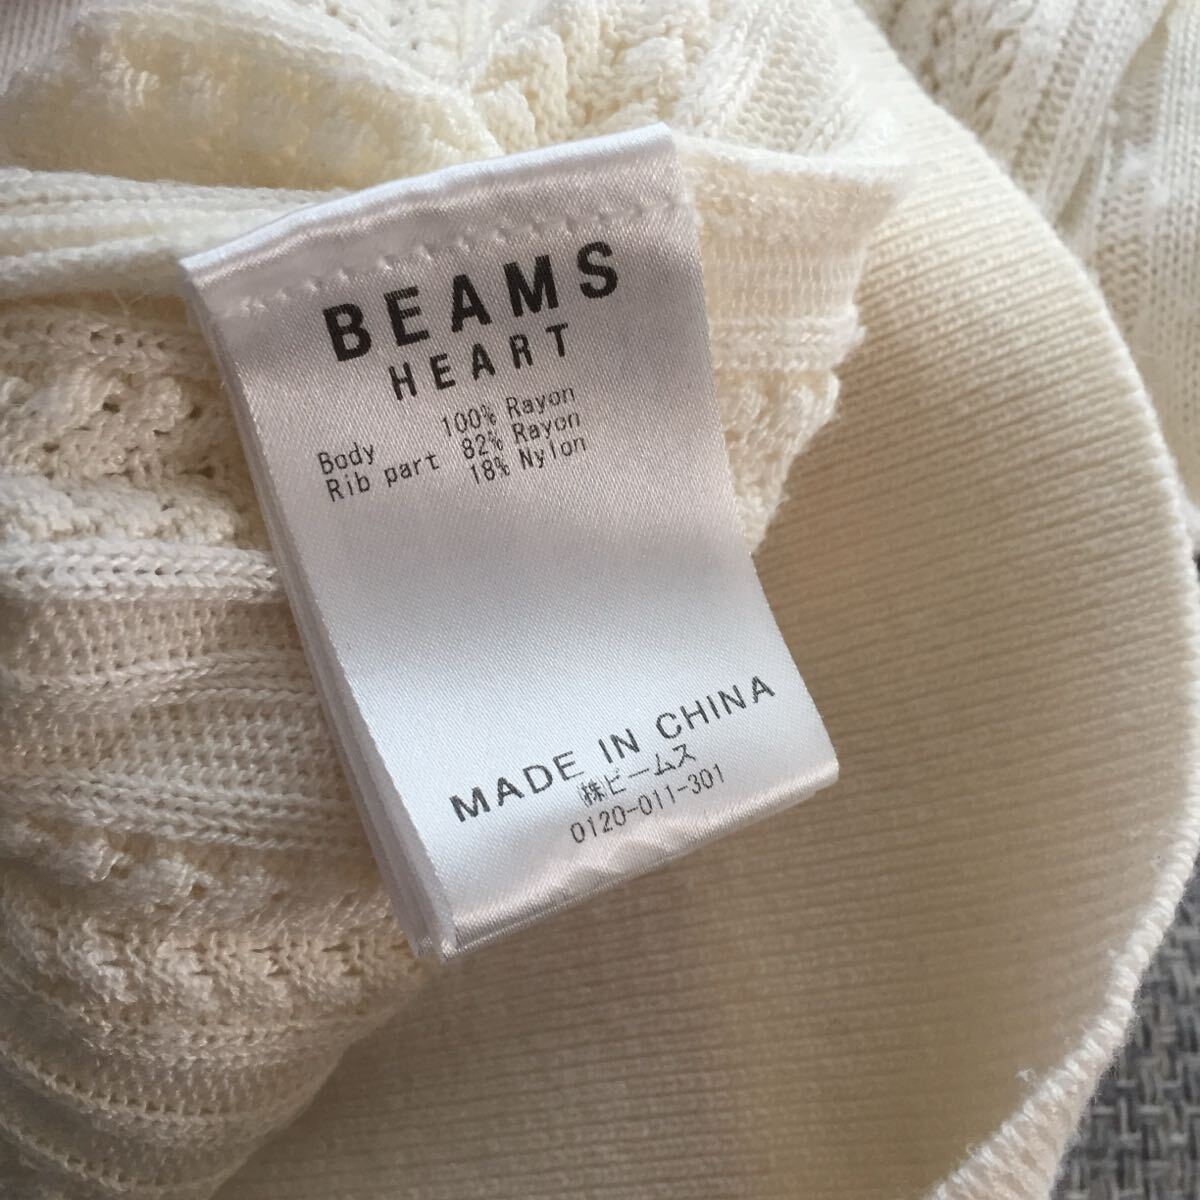 BEAMS
HEART
Body 100% Rayon
Rib part 82% Rayon
18% Nylon
MADE IN CHINA
㈱ビームス
0120-011-301